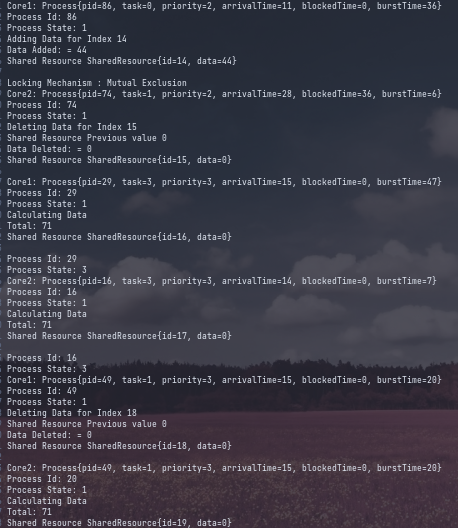 Core1: Process{pid=86, task=0, priority=2, arrivalTime=11, blockedTime=0, burstTime=36}
Process Id: 86
Process State: 1
Adding Data for Index 14
Data Added: = 44
Shared Resource SharedResource{id=14, data=44}
Locking Mechanism : Mutual Exclusion
Core2: Process{pid=74, task=1, priority=2, arrivalTime=28, blockedTime=36, burstTime=6}
Process Id: 74
Process State: 1
Deleting Data for Index 15
Shared Resource Previous value 0
Data Deleted: = 0
Shared Resource SharedResource{id=15, data=0}
Core1: Process{pid=29, task=3, priority=3, arrivalTime=15, blockedTime=0, burstTime=47}
Process Id: 29
Process State: 1
Calculating Data
Total: 71
Shared Resource SharedResource{id=16, data=0}
Process Id: 29
Process State: 3
Core2: Process{pid=16, task=3, priority=3, arrivalTime=14, blockedTime=0, burstTime=7}
Process Id: 16
Process State: 1
Calculating Data
Total: 71
Shared Resource SharedResource{id=17, data=0}
Process Id: 16
Process State: 3
Core1: Process{pid=49, task=1, priority=3, arrivalTime=15, blockedTime=0, burstTime=20}
Process Id: 49
Process State: 1
Deleting Data for Index 18
Shared Resource Previous value 0
Data Deleted: = 0
Shared Resource SharedResource{id=18, data=0}
Core2: Process{pid=49, task=1, priority=3, arrivalTime=15, blockedTime=0, burstTime=20}
Process Id: 20
Process State: 1
Calculating Data
Total: 71
Shared Resource SharedResource{id=19, data=0}